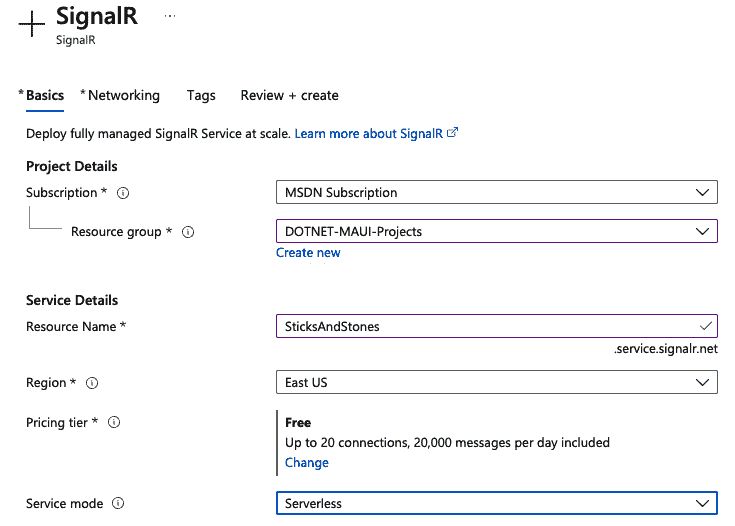 SignalR ...
SignalR
* Basics * Networking Tags Review + create
Deploy fully managed SignalR Service at scale. Learn more about SignalR
Project Details
Subscription * MSDN Subscription
Resource group * DOTNET-MAUI-Projects
Create new
Service Details
Resource Name * SticksAndStones
.service.signalr.net
Region * East US
Pricing tier * Free
Up to 20 connections, 20,000 messages per day included
Change
Service mode Serverless